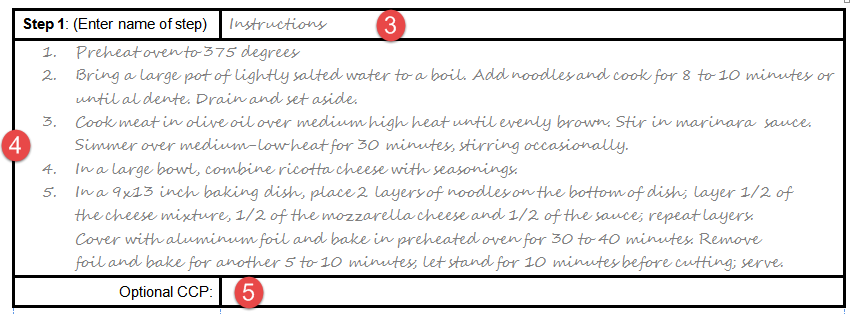 Step 1: (Enter name of step) Instructions 3
1. Preheat oven to 375 degrees
2. Bring a large pot of lightly salted water to a boil. Add noodles and cook for 8 to 10 minutes or
until al dente. Drain and set aside.
3. Cook meat in olive oil over medium high heat until evenly brown. Stir in marinara sauce.
4
Simmer over medium-low heat for 30 minutes, stirring occasionally.
4. In a large bowl, combine ricotta cheese with seasonings.
5. In a 9x13 inch baking dish, place 2 layers of noodles on the bottom of dish; layer 1/2 of
the cheese mixture, 1/2 of the mozzarella cheese and 1/2 of the sauce; repeat layers.
Cover with aluminum foil and bake in preheated oven for 30 to 40 minutes. Remove
foil and bake for another 5 to 10 minutes; let stand for 10 minutes before cutting; serve.
Optional CCP: 5